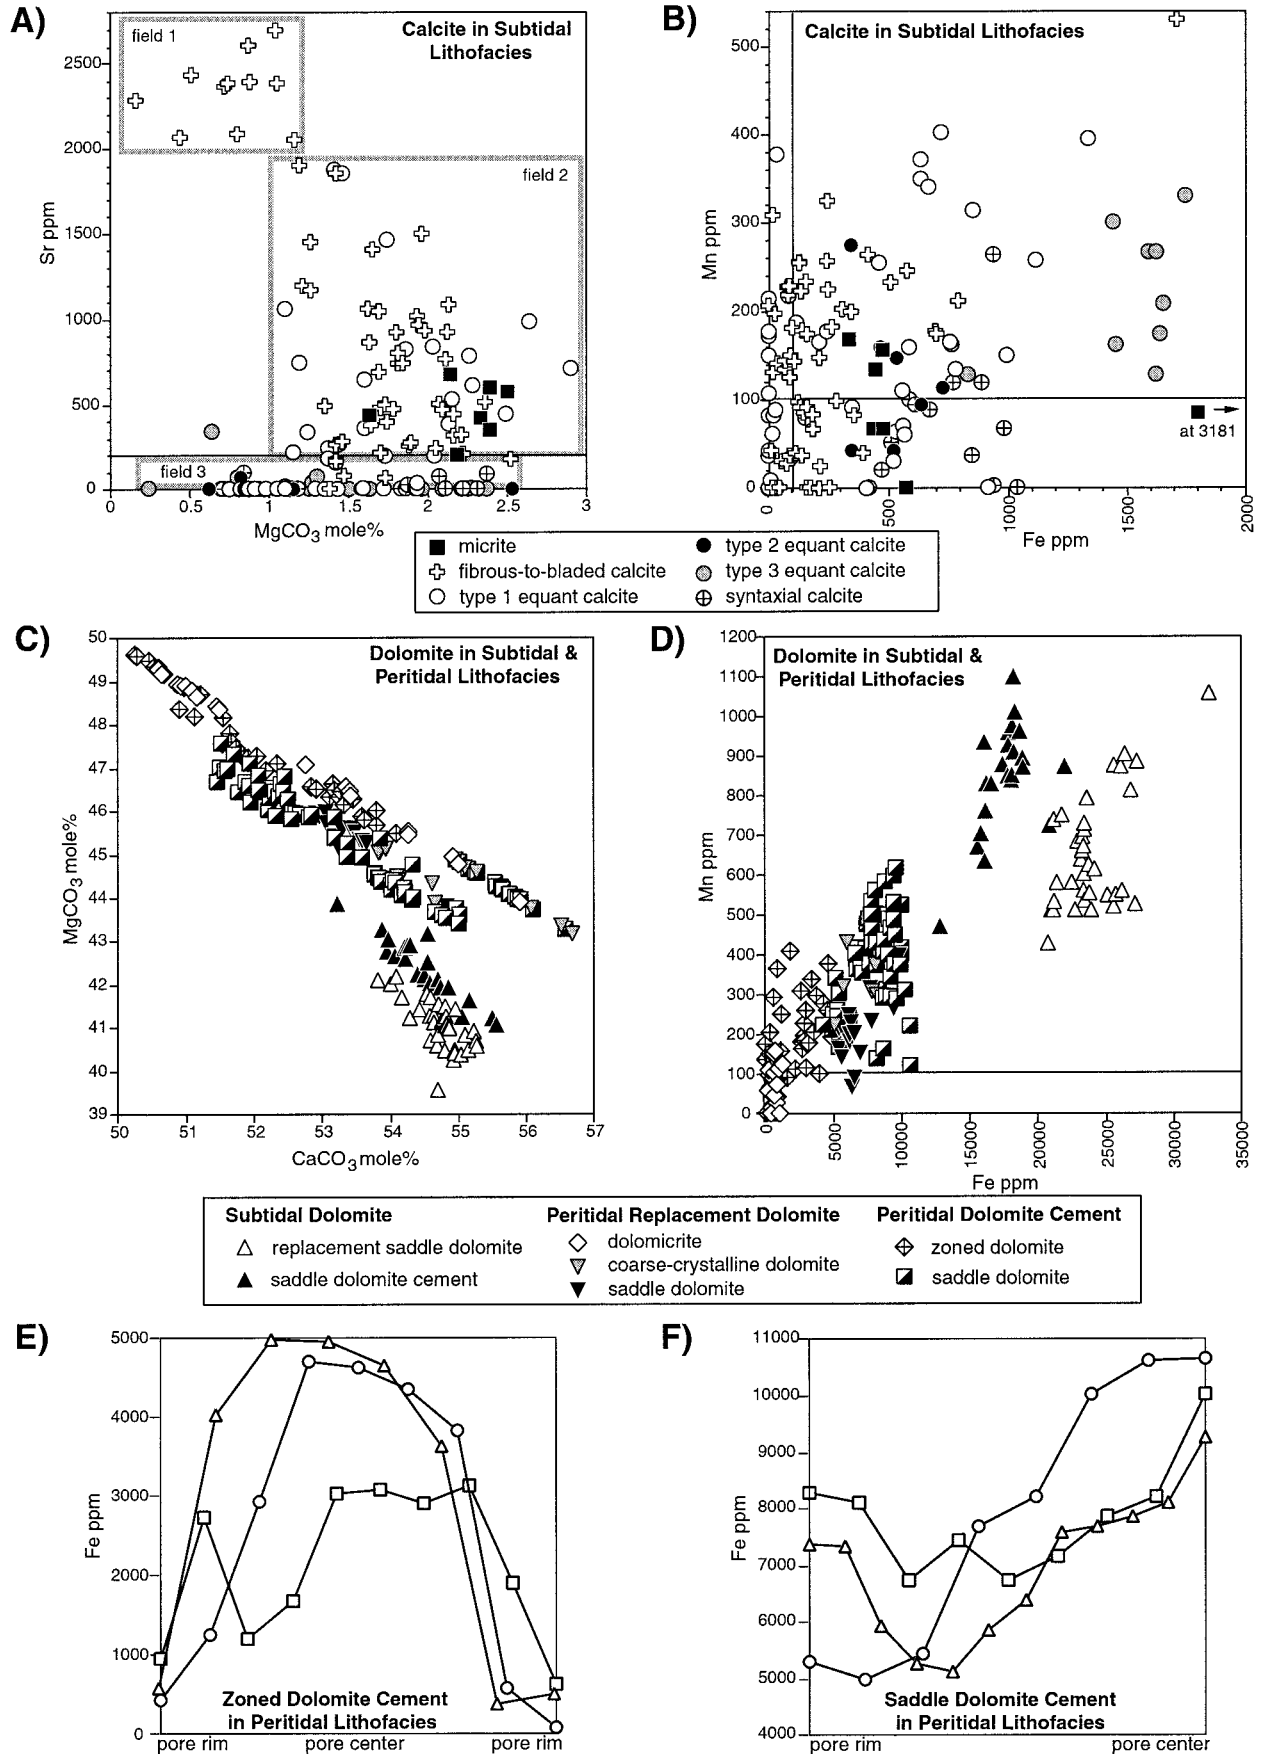 A)
Calcite in Subtidal
Lithofacies
field 1
field 2
field 3
2500
2000
1500
1000
500
0
Sr ppm
0
0.5
1
1.5
2
2.5
3
MgCO3 mole%
B)
Calcite in Subtidal Lithofacies
500
400
300
200
100
0
Mn ppm
at 3181
0
500
1000
1500
2000
Fe ppm
micrite
fibrous-to-bladed calcite
type 1 equant calcite
type 2 equant calcite
type 3 equant calcite
syntaxial calcite
C)
Dolomite in Subtidal &
Peritidal Lithofacies
50
49
48
47
46
45
44
43
42
41
40
39
MgCO3 mole%
50
51
52
53
54
55
56
57
CaCO3 mole%
D)
Dolomite in Subtidal &
Peritidal Lithofacies
1200
1100
1000
900
800
700
600
500
400
300
200
100
0
Mn ppm
0
5000
10000
15000
20000
25000
30000
35000
Fe ppm
Subtidal Dolomite
replacement saddle dolomite
saddle dolomite cement
Peritidal Replacement Dolomite
dolomicrite
coarse-crystalline dolomite
saddle dolomite
Peritidal Dolomite Cement
zoned dolomite
saddle dolomite
E)
5000
4000
3000
2000
1000
0
Fe ppm
Zoned Dolomite Cement
in Peritidal Lithofacies
pore rim
pore center
pore rim
F)
11000
10000
9000
8000
7000
6000
5000
4000
Fe ppm
Saddle Dolomite Cement
in Peritidal Lithofacies
pore rim
pore center